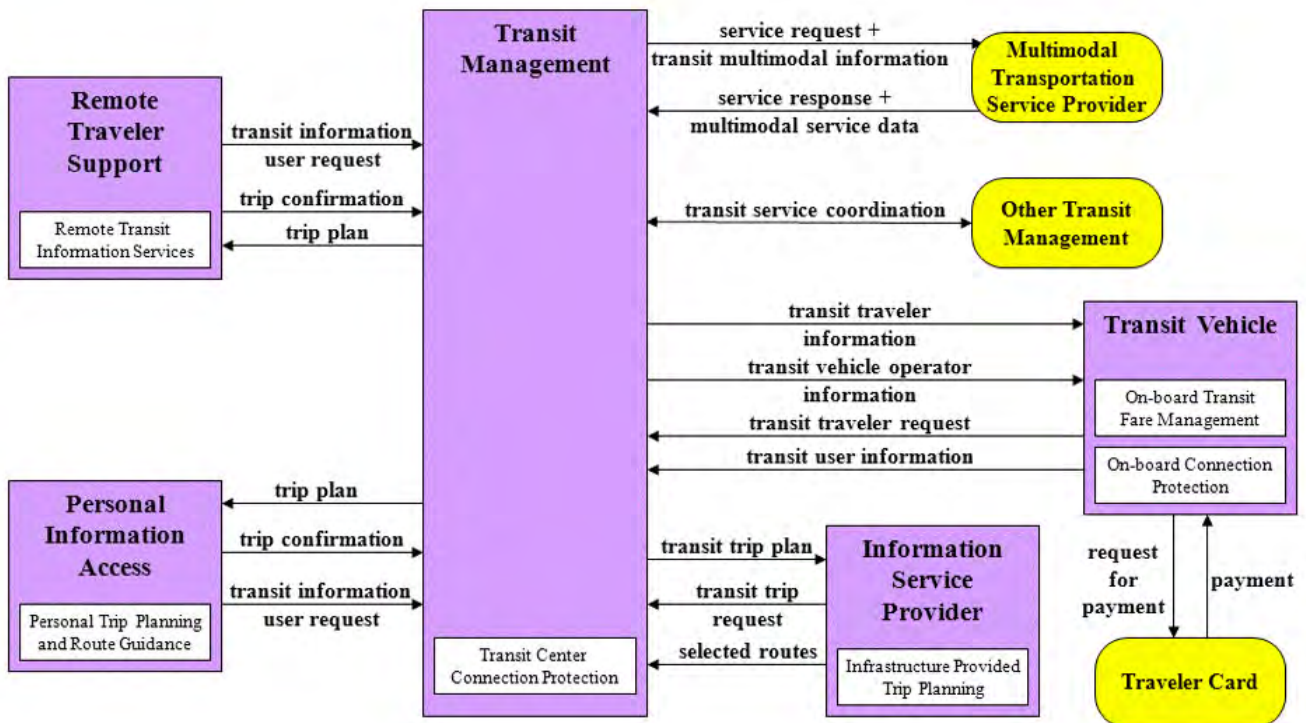 Transit
Management
service request +
transit multimodal information
service response +
multimodal service data
Multimodal
Transportation
Service Provider
Remote
Traveler
Support
transit information
user request
trip confirmation
trip plan
Remote Transit
Information Services
transit service coordination
Other Transit
Management
transit traveler
information
transit vehicle operator
information
transit traveler request
transit user information
Transit Vehicle
On-board Transit
Fare Management
On-board Connection
Protection
Personal
Information
Access
trip plan
trip confirmation
transit information
user request
Personal Trip Planning
and Route Guidance
Transit Center
Connection Protection
transit trip plan
transit trip
request
selected routes
Information
Service
Provider
Infrastructure Provided
Trip Planning
request
for
payment
payment
Traveler Card